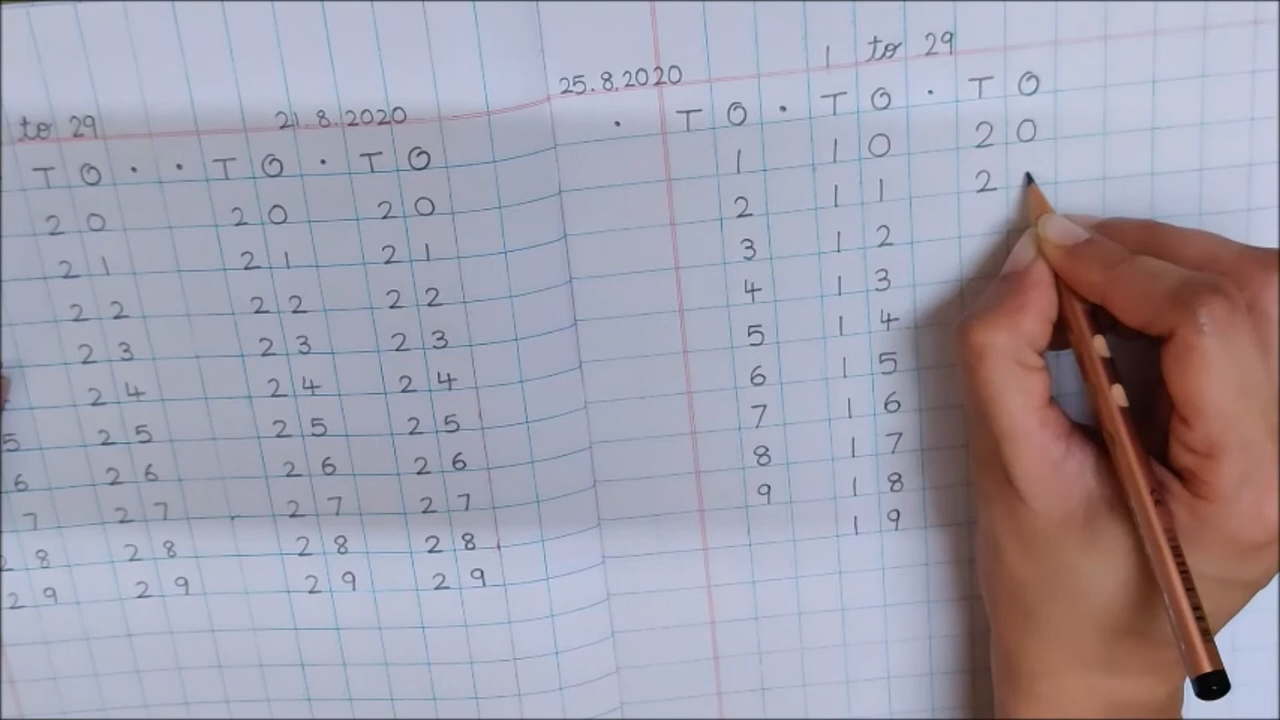 to 29 21.8.2020
T O . . T O . T O
2 0 2 0 2 0
2 1 2 1 2 1
2 2 2 2 2 2
2 3 2 3 2 3
2 4 2 4 2 4
5 2 5 2 5 2 5
6 2 6 2 6 2 6
7 2 7 2 7 2 7
2 8 2 8 2 8 2 8
2 9 2 9 2 9 2 9
25.8.2020 1 to 29
. T O . T O . T O
1 1 0 2 0
2 1 1 2
3 1 2
4 1 3
5 1 4
6 1 5
7 1 6
8 1 7
9 1 8
1 9